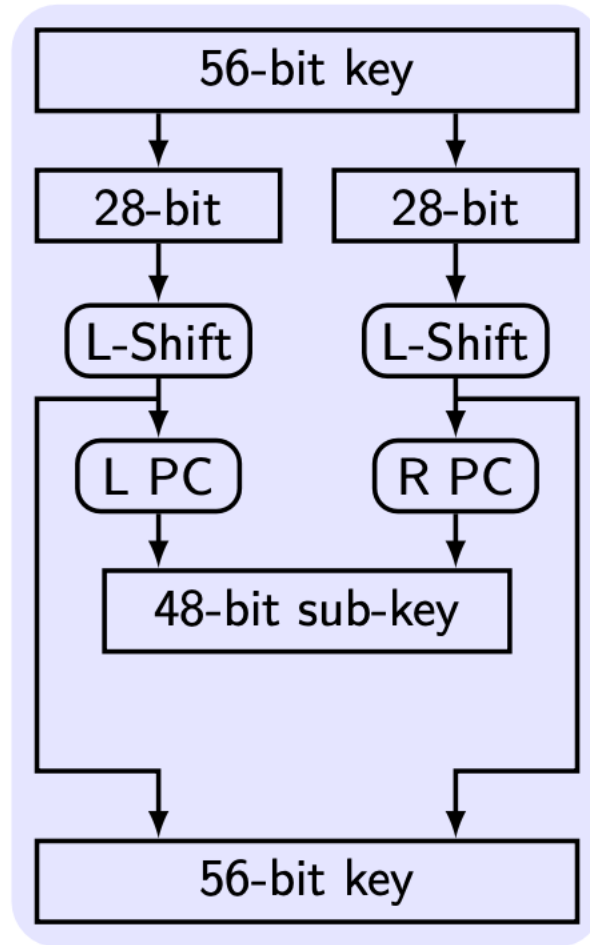 56-bit key
28-bit 28-bit
L-Shift L-Shift
L PC R PC
48-bit sub-key
56-bit key